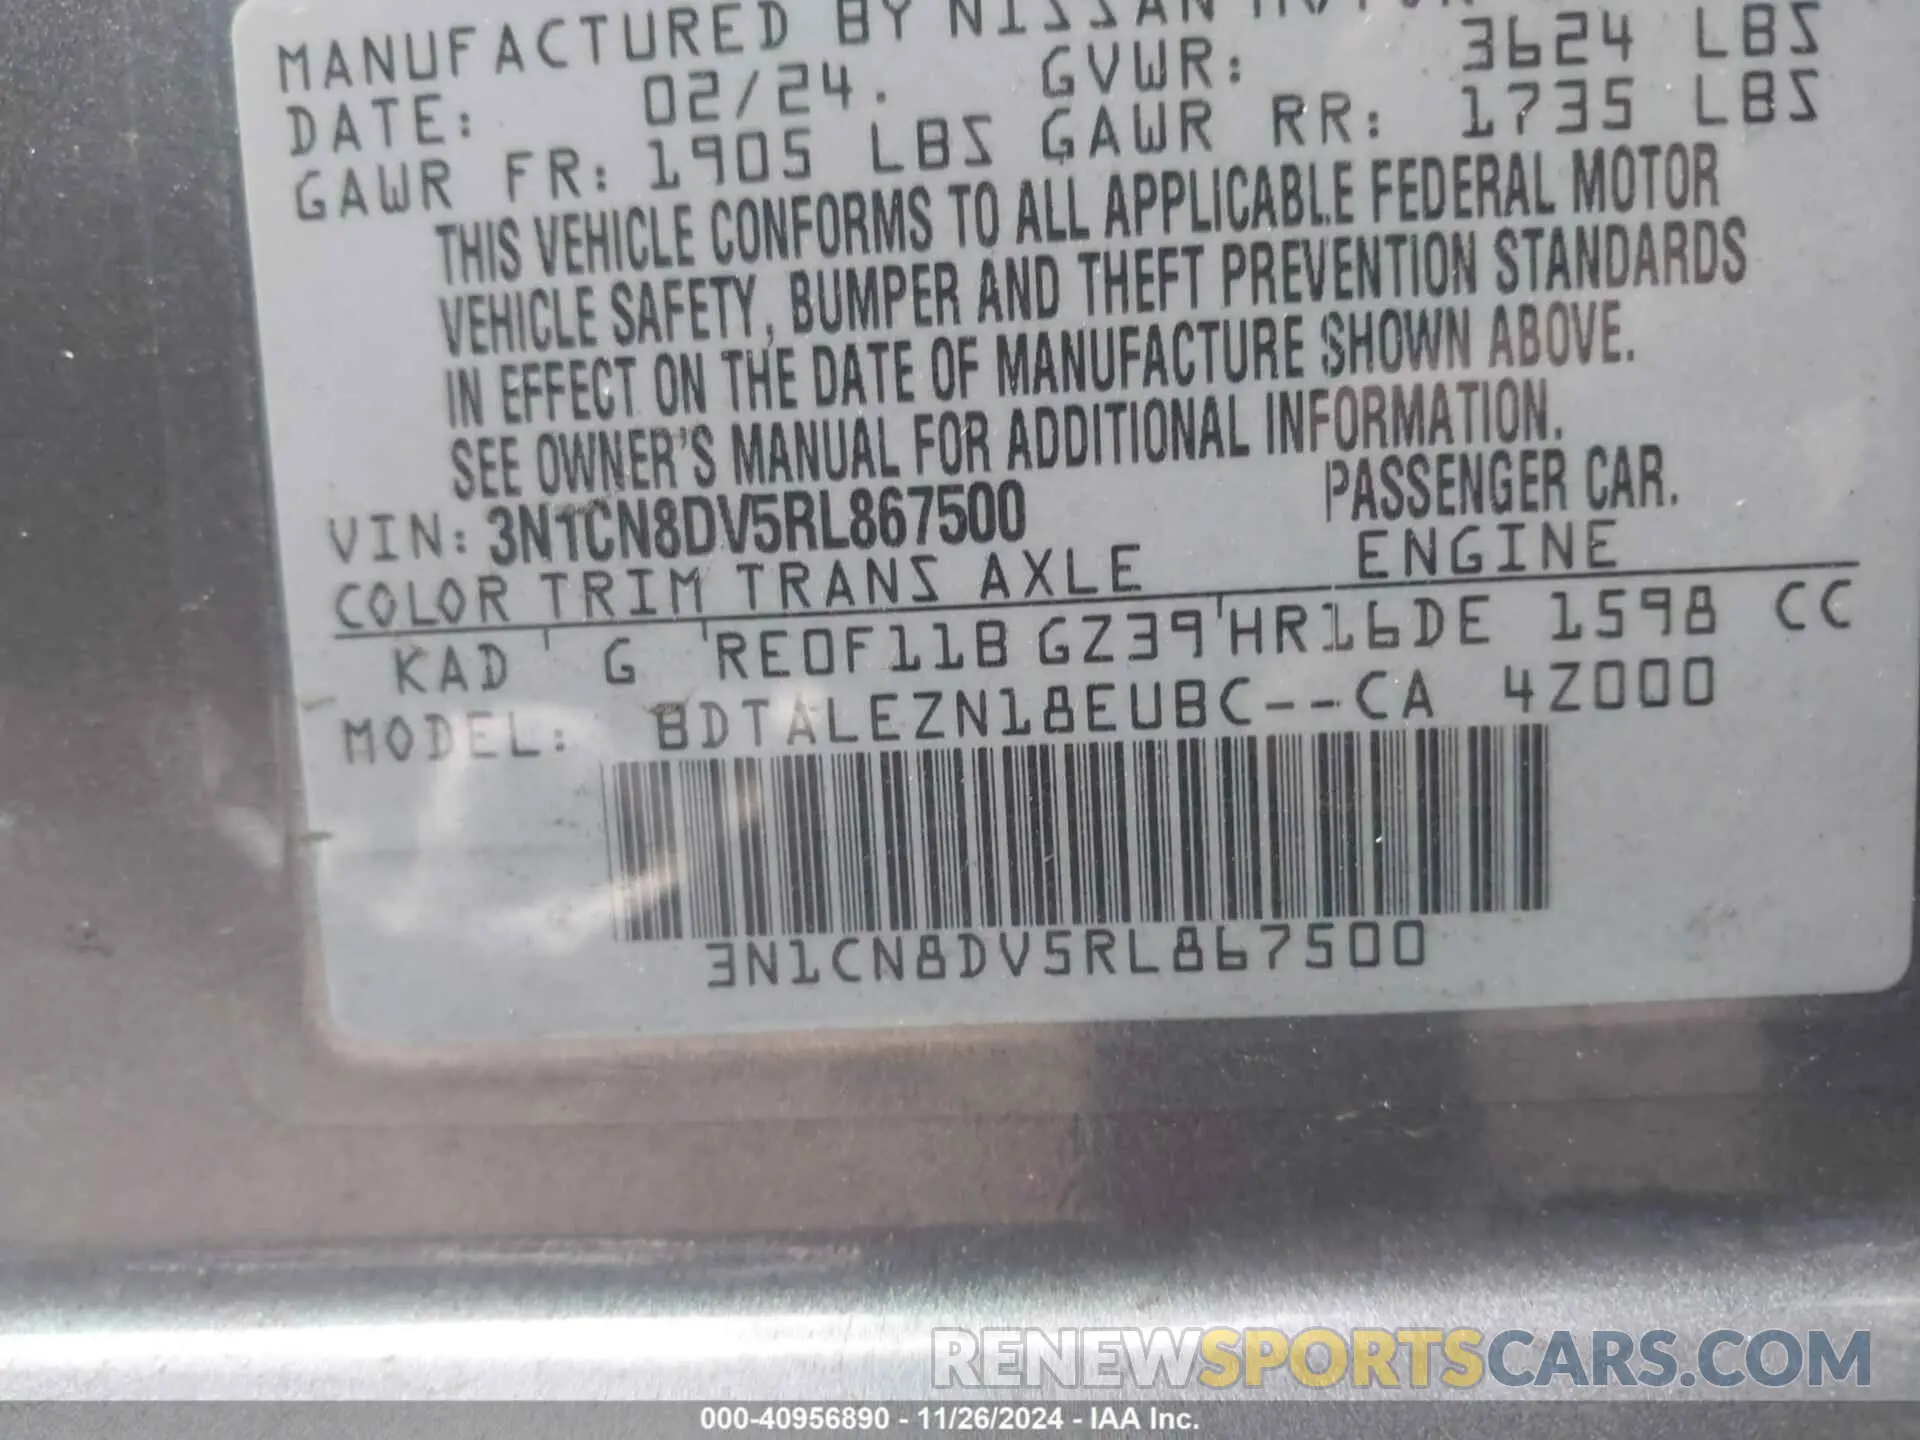 MANUFACTURED BY NISSAN
DATE: 02/24. GVWR: 3624 LBS
GAWR FR: 1905 LBS GAWR RR: 1735 LBS
THIS VEHICLE CONFORMS TO ALL APPLICABLE FEDERAL MOTOR
VEHICLE SAFETY, BUMPER AND THEFT PREVENTION STANDARDS
IN EFFECT ON THE DATE OF MANUFACTURE SHOWN ABOVE.
SEE OWNER'S MANUAL FOR ADDITIONAL INFORMATION.
VIN: 3N1CN8DV5RL867500 PASSENGER CAR.
COLOR TRIM TRANS AXLE ENGINE
KAD G RE0F11B GZ39 HR16DE 1598 CC
MODEL: BDTALEZN18EUBC--CA 4Z000
3N1CN8DV5RL867500
RENEWSPORTSCARS.COM
000-40956890 - 11/26/2024 - IAA Inc.